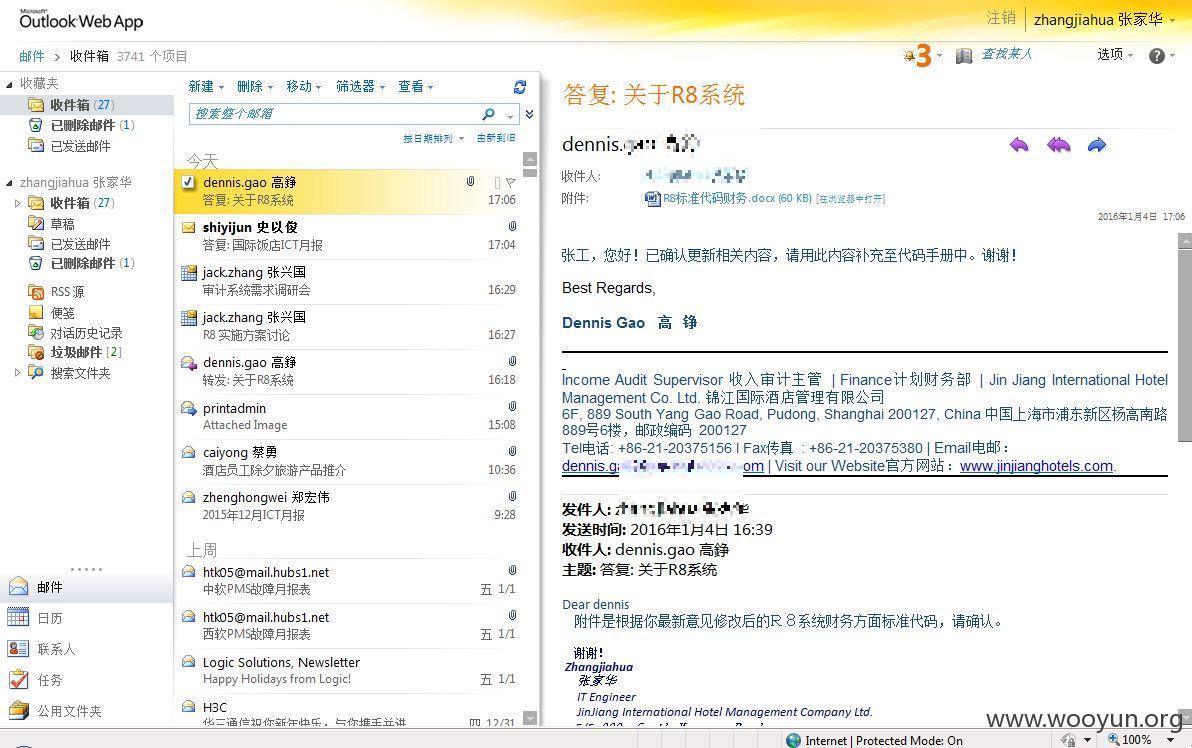 Microsoft
Outlook Web App
注销 zhangjiahua 张家华
邮件 > 收件箱 3741 个项目
3 查找某人 选项
收藏夹
收件箱 (27)
已删除邮件 (1)
已发送邮件
zhangjiahua 张家华
收件箱 (27)
草稿
已发送邮件
已删除邮件 (1)
RSS 源
便笺
对话历史记录
垃圾邮件 [2]
搜索文件夹
邮件
日历
联系人
任务
公用文件夹
新建 删除 移动 筛选器 查看
搜索整个邮箱
按日期排列 由新到旧
今天
dennis.gao 高錚
答复: 关于R8系统 17:06
shiyijun 史以俊
答复: 国际饭店ICT月报 17:04
jack.zhang 张兴国
审计系统需求调研会 16:29
jack.zhang 张兴国
R8 实施方案讨论 16:27
dennis.gao 高錚
转发: 关于R8系统 16:18
printadmin
Attached Image 15:08
caiyong 蔡勇
酒店员工除夕旅游产品推介 10:36
zhenghongwei 郑宏伟
2015年12月ICT月报 9:28
上周
htk05@mail.hubs1.net
中软PMS故障月报表 五 1/1
htk05@mail.hubs1.net
西软PMS故障月报表 五 1/1
Logic Solutions, Newsletter
Happy Holidays from Logic! 五 1/1
H3C
华三通信祝您新年快乐，与您携手并进 四 12/31
答复: 关于R8系统
dennis.
收件人:
附件: R8标准代码财务.docx (60 KB) [在浏览器中打开]
2016年1月4日 17:06
张工，您好！已确认更新相关内容，请用此内容补充至代码手册中。谢谢！
Best Regards,
Dennis Gao 高 铮
Income Audit Supervisor 收入审计主管 | Finance计划财务部 | Jin Jiang International Hotel
Management Co. Ltd. 锦江国际酒店管理有限公司
6F, 889 South Yang Gao Road, Pudong, Shanghai 200127, China 中国上海市浦东新区杨高南路
889号6楼，邮政编码 200127
Tel电话: +86-21-20375156 | Fax传真 : +86-21-20375380 | Email电邮：
dennis.g om | Visit our Website官方网站：www.jinjianghotels.com.
发件人:
发送时间: 2016年1月4日 16:39
收件人: dennis.gao 高錚
主题: 答复: 关于R8系统
Dear dennis
附件是根据你最新意见修改后的R８系统财务方面标准代码，请确认。
谢谢!
Zhangjiahua
张家华
IT Engineer
JinJiang International Hotel Management Company Ltd.
www.wooyun.org
Internet | Protected Mode: On 100%